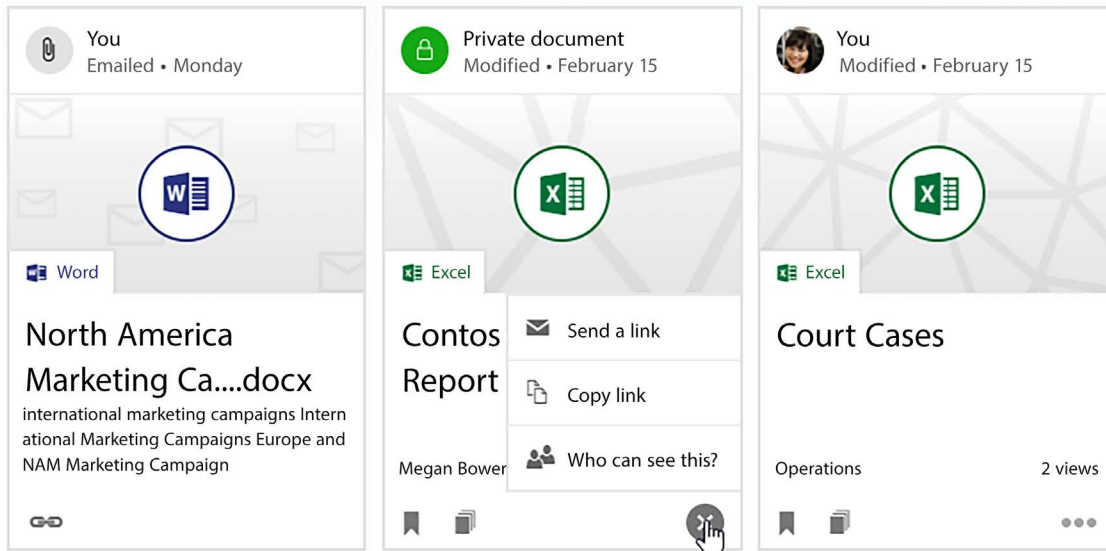 You
Emailed • Monday
W
Word
North America
Marketing Ca....docx
international marketing campaigns Intern
ational Marketing Campaigns Europe and
NAM Marketing Campaign
Private document
Modified • February 15
X
Excel
Contos
Report
Send a link
Copy link
Who can see this?
Megan Bower
You
Modified • February 15
X
Excel
Court Cases
Operations
2 views